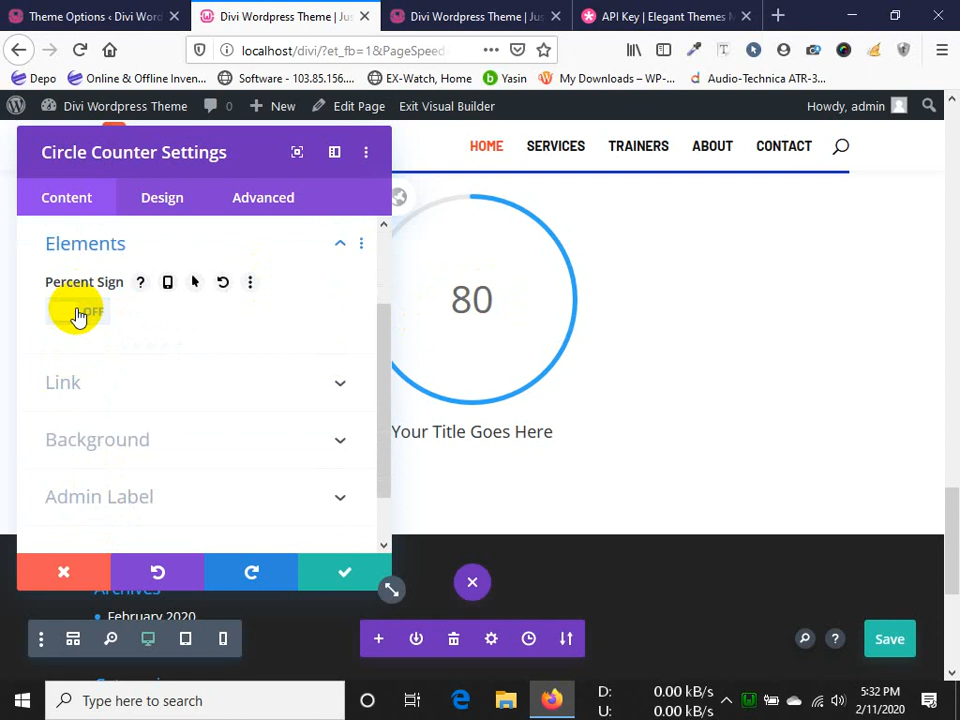 Theme Options ‹ Divi Word
Divi Wordpress Theme | Jus
Divi Wordpress Theme | Jus
API Key | Elegant Themes M
localhost/divi/?et_fb=1&PageSpeed
Depo
Online & Offline Inven...
Software - 103.85.156....
EX-Watch, Home
Yasin
My Downloads – WP-...
Audio-Technica ATR-3...
Divi Wordpress Theme
0
New
Edit Page
Exit Visual Builder
Howdy, admin
Circle Counter Settings
HOME
SERVICES
TRAINERS
ABOUT
CONTACT
Content
Design
Advanced
Elements
Percent Sign
OFF
80
Link
Your Title Goes Here
Background
Admin Label
Archives
February 2020
Save
Type here to search
D: 0.00 kB/s
U: 0.00 kB/s
5:32 PM
2/11/2020